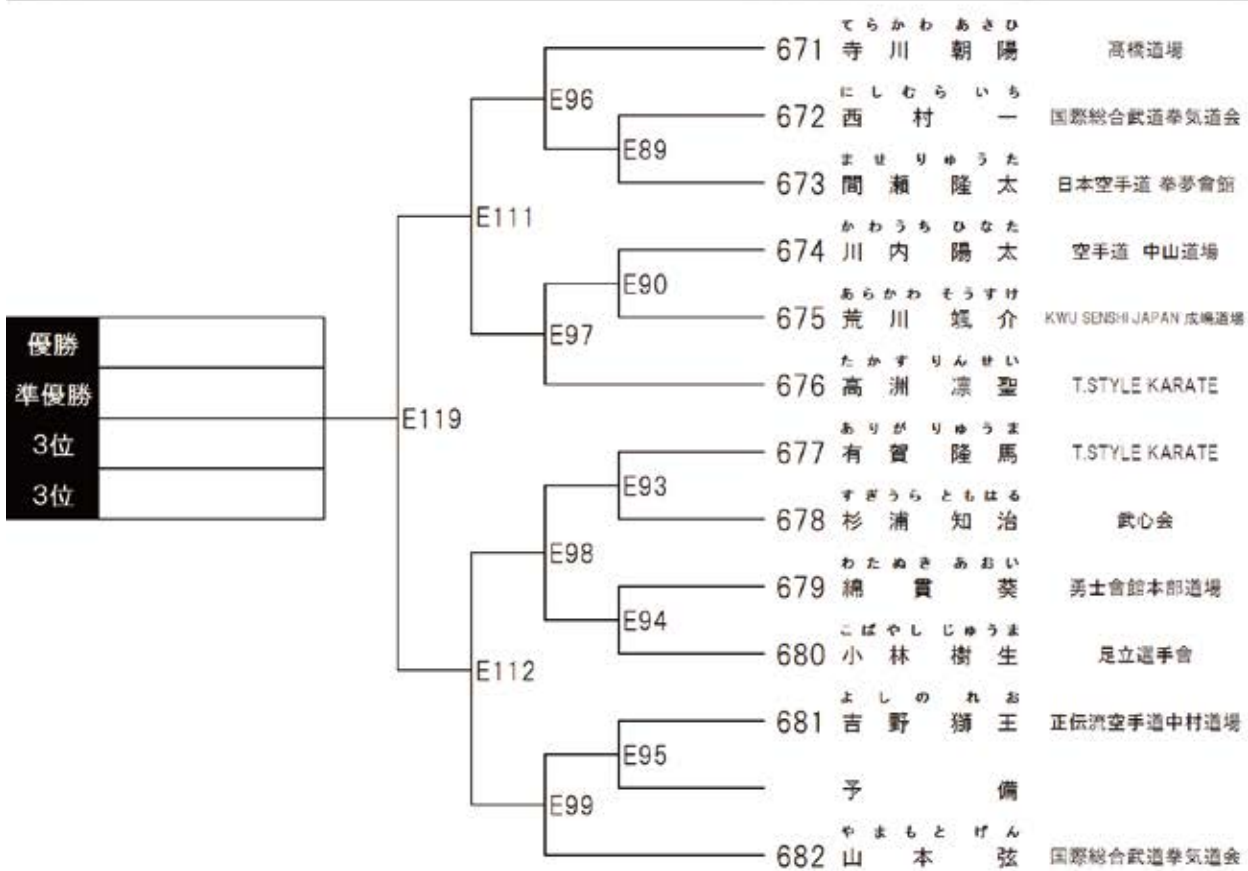 てらかわ あさひ
671 寺川 朝陽 髙橋道場
E96
にしむら いち
672 西村 一 国際総合武道拳気道会
E89
ませ りゅうた
673 間瀬 隆太 日本空手道 拳夢會館
E111
かわうち ひなた
674 川内 陽太 空手道 中山道場
E90
あらかわ そうすけ
675 荒川 颯介 KWU SENSHI JAPAN 成嶋道場
E97
たかす りんせい
676 高洲 凛聖 T.STYLE KARATE
優勝
準優勝
3位
3位
E119
ありが りゅうま
677 有賀 隆馬 T.STYLE KARATE
E93
すぎうら ともはる
678 杉浦 知治 武心会
E98
わたぬき あおい
679 綿貫 葵 勇士會館本部道場
E94
こばやし じゅうま
680 小林 樹生 足立選手會
E112
よしの れお
681 吉野 獅王 正伝流空手道中村道場
E95
予備
E99
やまもと げん
682 山本 弦 国際総合武道拳気道会